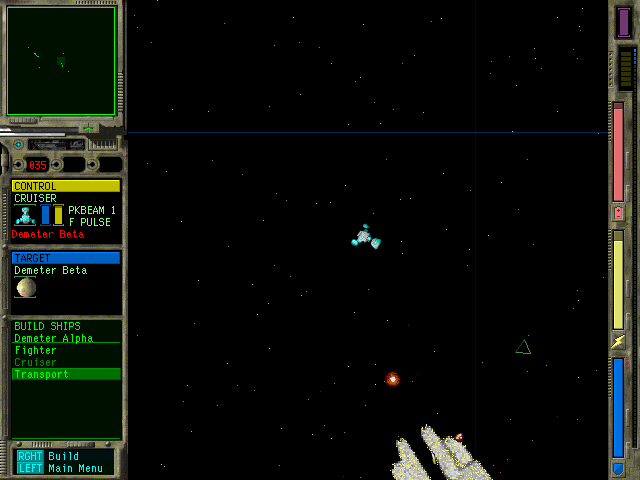 035
CONTROL
CRUISER
PKBEAM 1
F PULSE
Demeter Beta
TARGET
Demeter Beta
BUILD SHIPS
Demeter Alpha
Fighter
Cruiser
Transport
RGHT Build
LEFT Main Menu